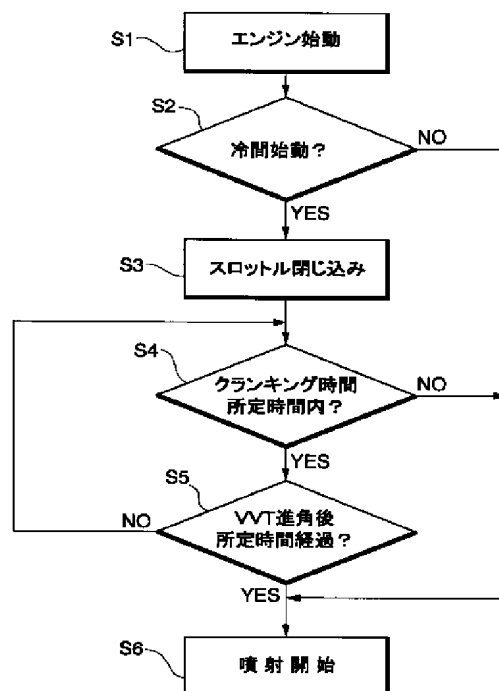 S1
エンジン始動
S2
冷間始動?
NO
YES
S3
スロットル閉じ込み
S4
クランキング時間
所定時間内?
NO
YES
S5
VVT進角後
所定時間経過?
NO
YES
S6
噴射開始